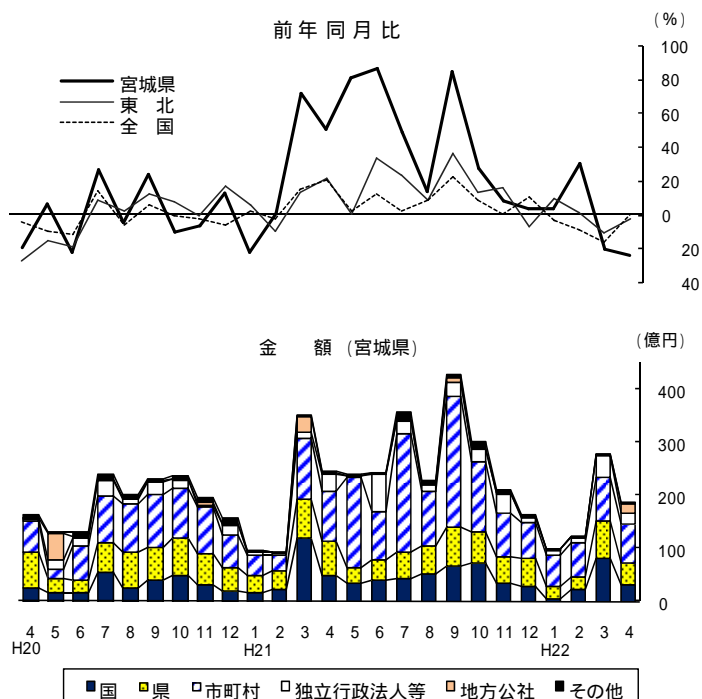 前年同月比
(％)
宮城県
東　北
全　国
100
80
60
40
20
0
20
40
金　額 (宮城県)
(億円)
400
300
200
100
0
4 5 6 7 8 9 10 11 12 1 2 3 4 5 6 7 8 9 10 11 12 1 2 3 4
H20 H21 H22
国 県 市町村 独立行政法人等 地方公社 その他